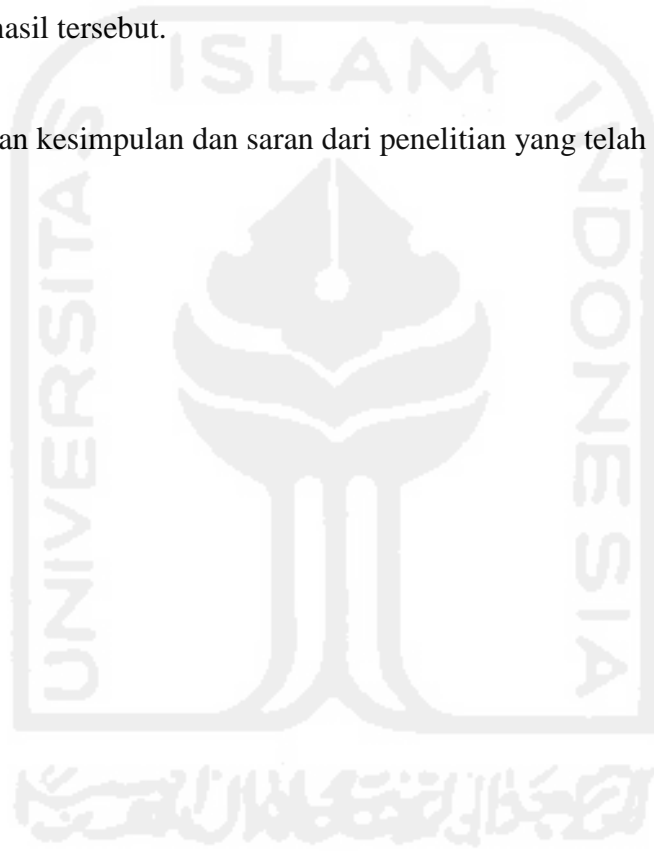 hasil tersebut.
an kesimpulan dan saran dari penelitian yang telah
UNIVERSITAS
ISLAM
INDONESIA